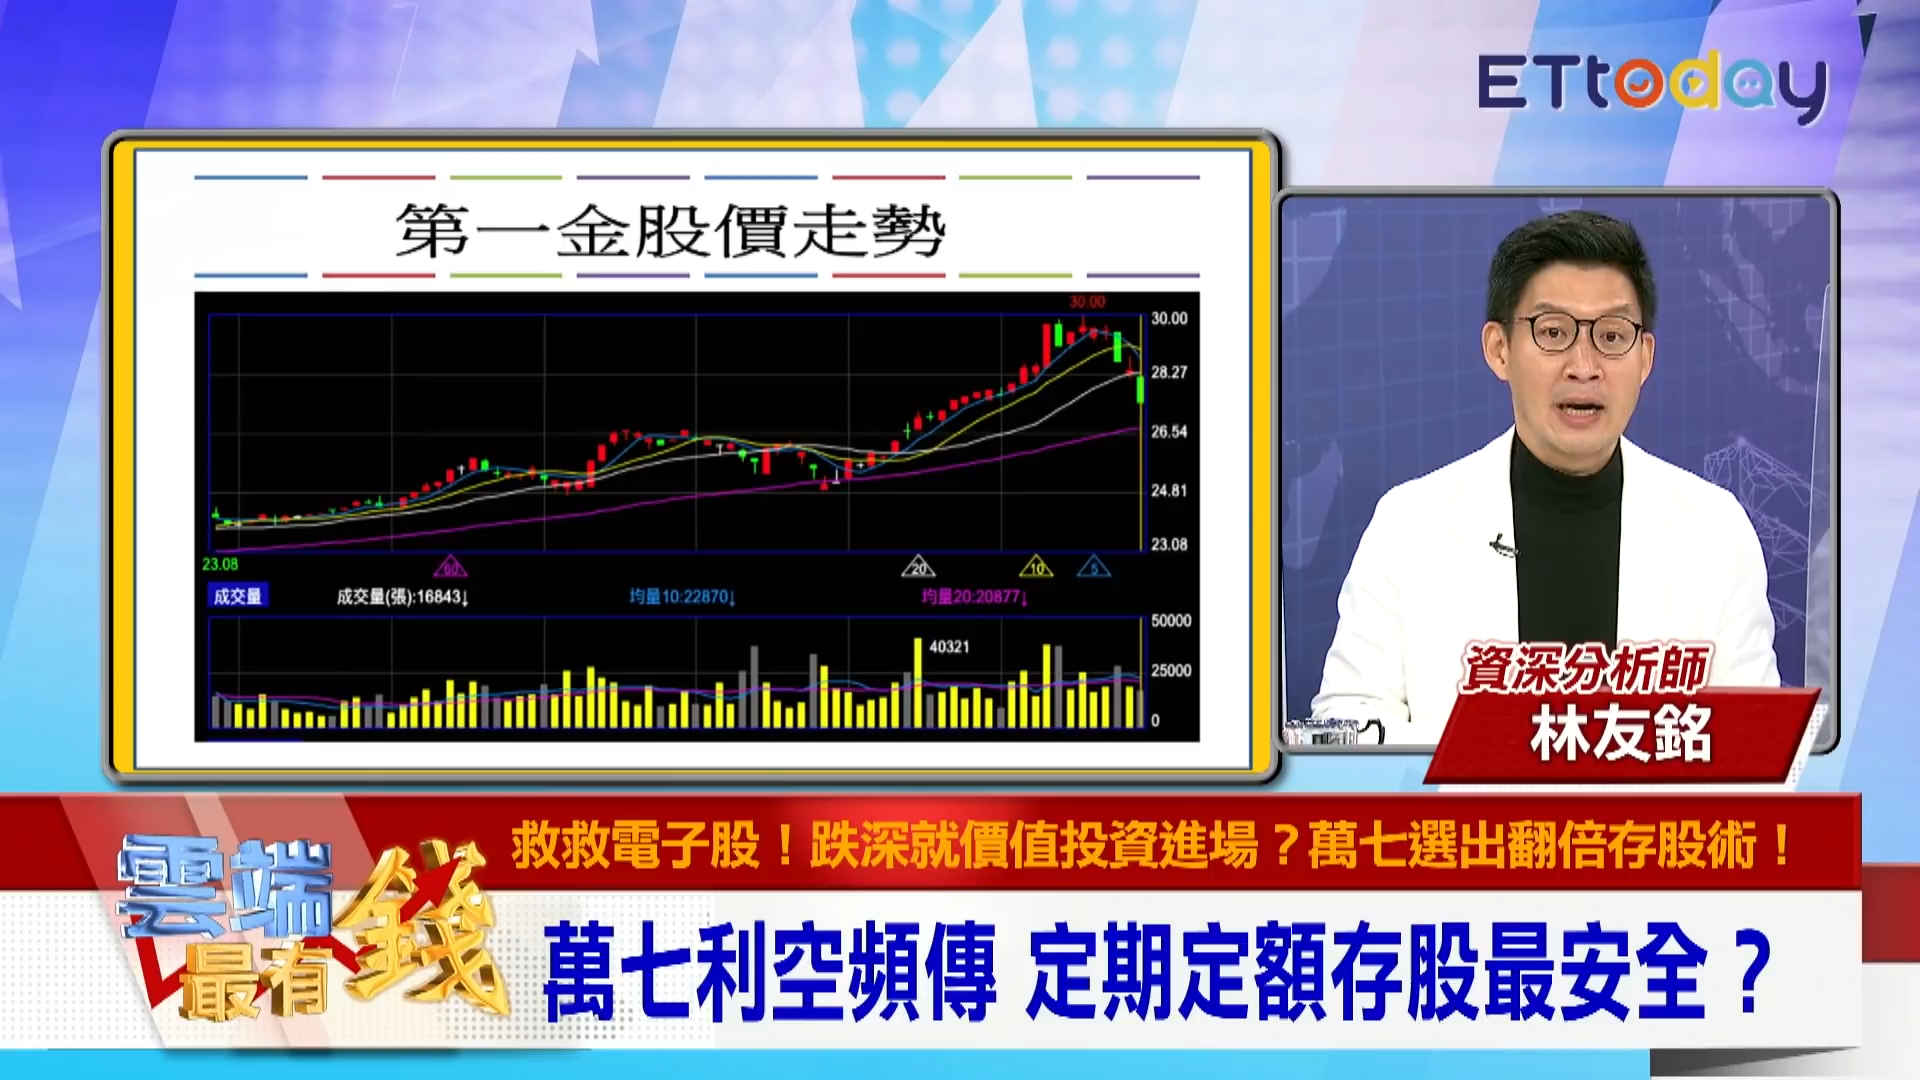 ETtoday
第一金股價走勢
30.00
30.00
28.27
26.54
24.81
23.08
23.08
60
20
10
5
成交量
成交量(張):16843↓
均量10:22870↓
均量20:20877↓
50000
40321
25000
0
資深分析師
林友銘
救救電子股！跌深就價值投資進場？萬七選出翻倍存股術！
雲端最有錢
萬七利空頻傳 定期定額存股最安全？